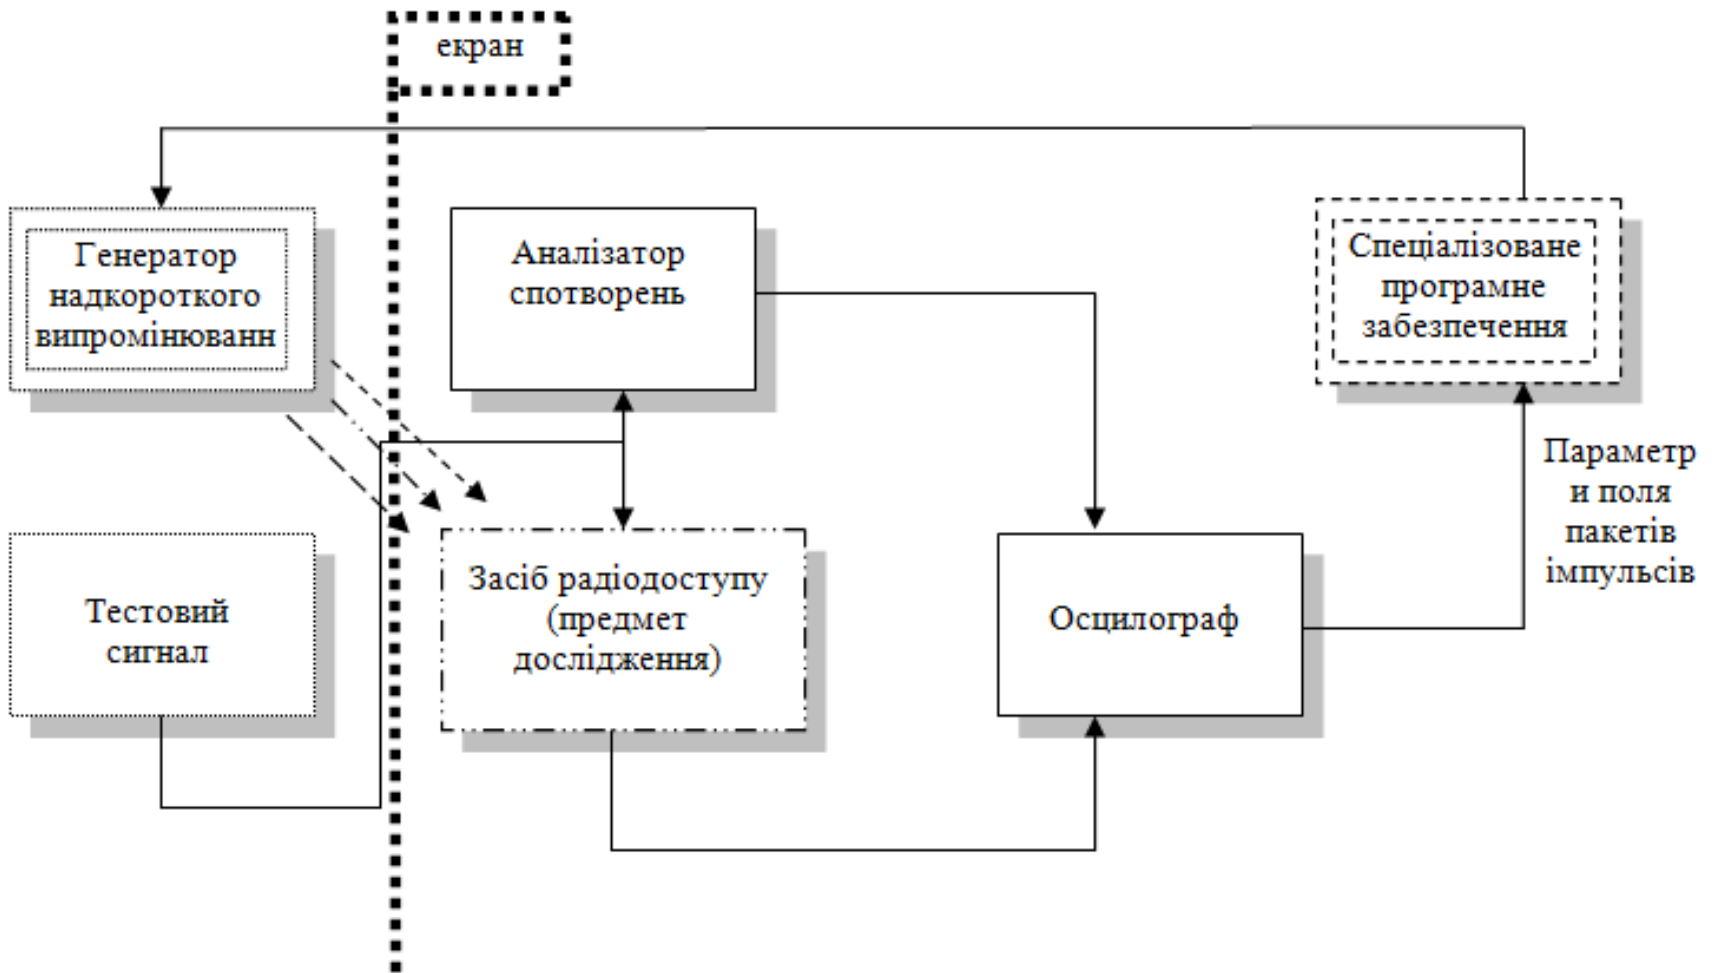 екран
Генератор
надкороткого
випромінюванн
Аналізатор
спотворень
Спеціалізоване
програмне
забезпечення
Параметр
и поля
пакетів
імпульсів
Тестовий
сигнал
Засіб радіодоступу
(предмет
дослідження)
Осцилограф